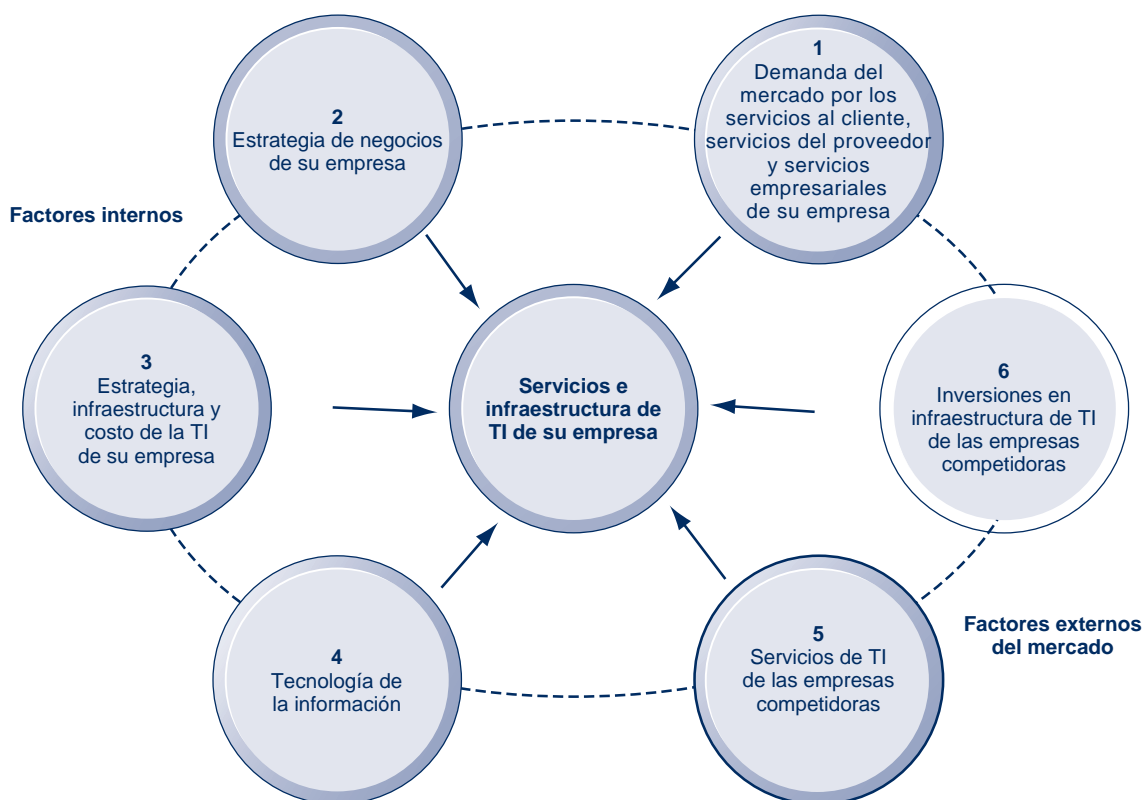 1
Demanda del
mercado por los
servicios al cliente,
servicios del proveedor
y servicios
empresariales
de su empresa
2
Estrategia de negocios
de su empresa
Factores internos
3
Estrategia,
infraestructura y
costo de la TI
de su empresa
Servicios e
infraestructura de
TI de su empresa
6
Inversiones en
infraestructura de TI
de las empresas
competidoras
4
Tecnología de
la información
5
Servicios de TI
de las empresas
competidoras
Factores externos
del mercado